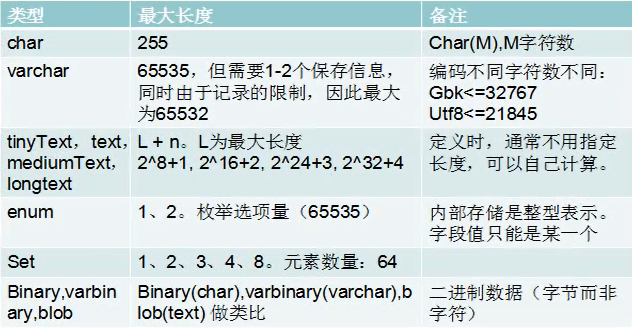 类型 最大长度 备注
char 255 Char(M),M字符数
varchar 65535，但需要1-2个保存信息， 编码不同字符数不同：
同时由于记录的限制，因此最大 Gbk<=32767
为65532 Utf8<=21845
tinyText，text， L + n。L为最大长度 定义时，通常不用指定
mediumText， 2^8+1, 2^16+2, 2^24+3, 2^32+4 长度，可以自己计算。
longtext
enum 1、2。枚举选项量（65535） 内部存储是整型表示。
字段值只能是某一个
Set 1、2、3、4、8。元素数量：64
Binary,varbin Binary(char),varbinary(varchar),b 二进制数据（字节而非
ary,blob lob(text) 做类比 字符）